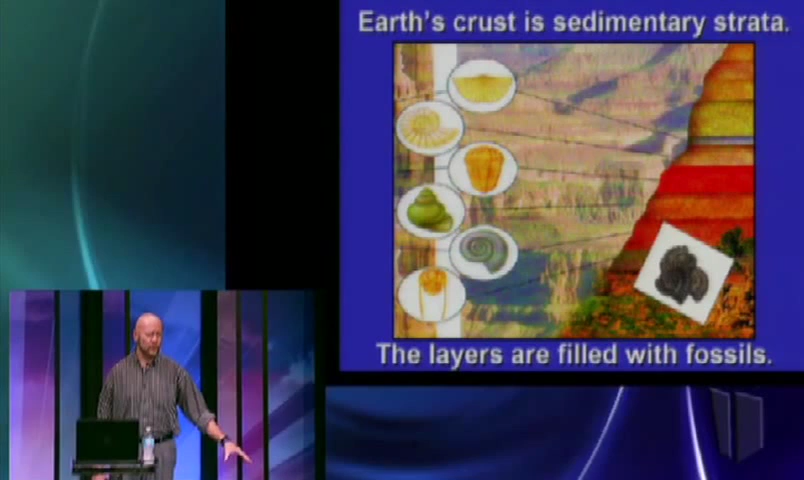 Earth's crust is sedimentary strata.
The layers are filled with fossils.